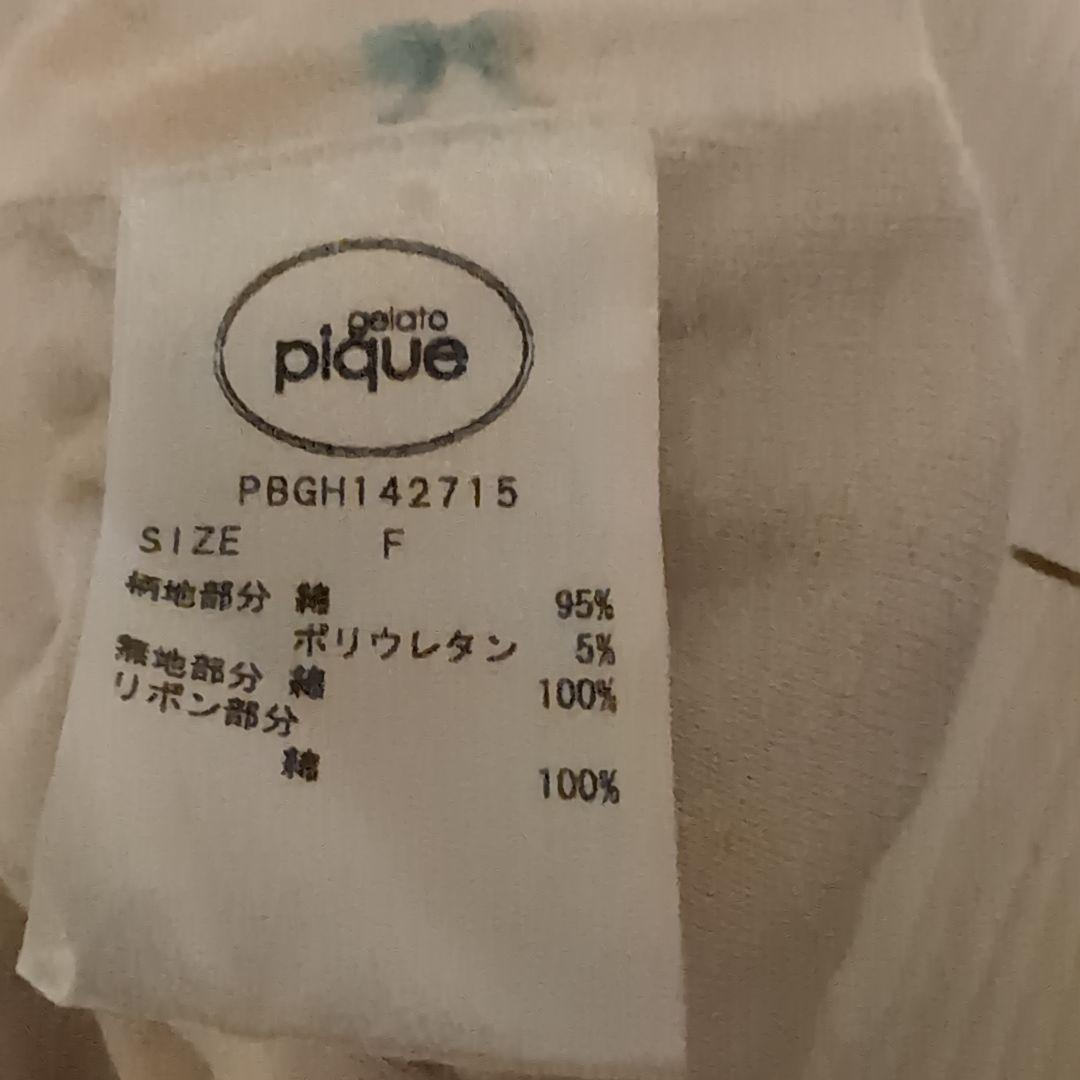 gelato
pique
PBGH142715
SIZE F
柄地部分 綿 95%
ポリウレタン 5%
無地部分 綿 100%
リボン部分
綿 100%